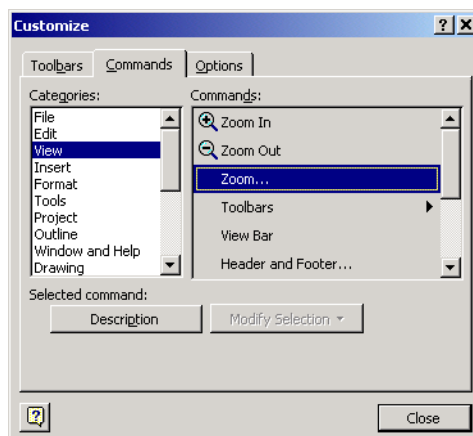 Customize
Toolbars Commands Options
Categories: Commands:
File
Edit
View
Insert
Format
Tools
Project
Outline
Window and Help
Drawing
Zoom In
Zoom Out
Zoom...
Toolbars
View Bar
Header and Footer...
Selected command:
Description Modify Selection
Close